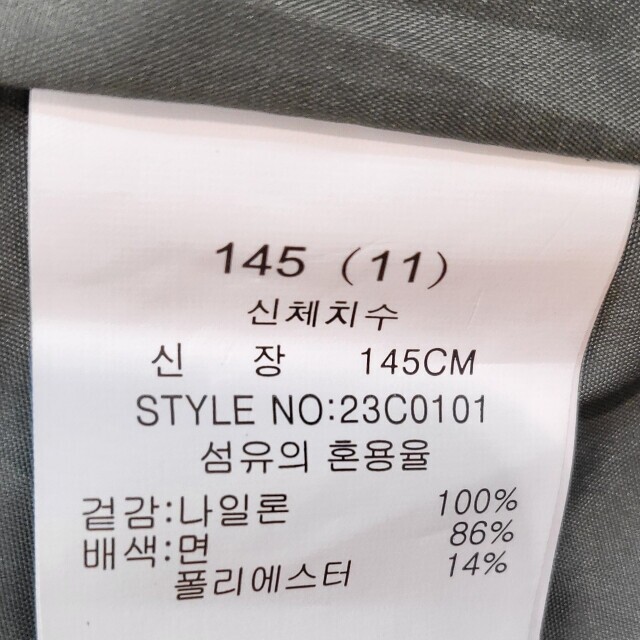 145 (11)
신체치수
신 장 145CM
STYLE NO:23C0101
섬유의 혼용율
겉감:나일론 100%
배색:면 86%
폴리에스터 14%